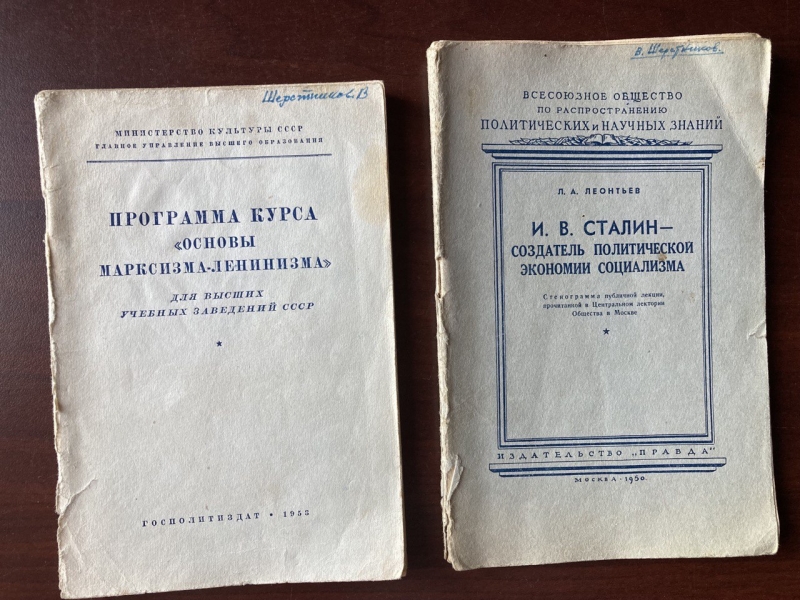 Шерстников. В
МИНИСТЕРСТВО КУЛЬТУРЫ СССР
ГЛАВНОЕ УПРАВЛЕНИЕ ВЫСШЕГО ОБРАЗОВАНИЯ
ПРОГРАММА КУРСА
«ОСНОВЫ
МАРКСИЗМА-ЛЕНИНИЗМА»
ДЛЯ ВЫСШИХ
УЧЕБНЫХ ЗАВЕДЕНИЙ СССР
ГОСПОЛИТИЗДАТ • 1953
В. Шерстников.
ВСЕСОЮЗНОЕ ОБЩЕСТВО
ПО РАСПРОСТРАНЕНИЮ
ПОЛИТИЧЕСКИХ и НАУЧНЫХ ЗНАНИЙ
Л. А. ЛЕОНТЬЕВ
И. В. СТАЛИН—
СОЗДАТЕЛЬ ПОЛИТИЧЕСКОЙ
ЭКОНОМИИ СОЦИАЛИЗМА
Стенограмма публичной лекции,
прочитанной в Центральном лектории
Общества в Москве
ИЗДАТЕЛЬСТВО „ПРАВДА"
МОСКВА - 1950